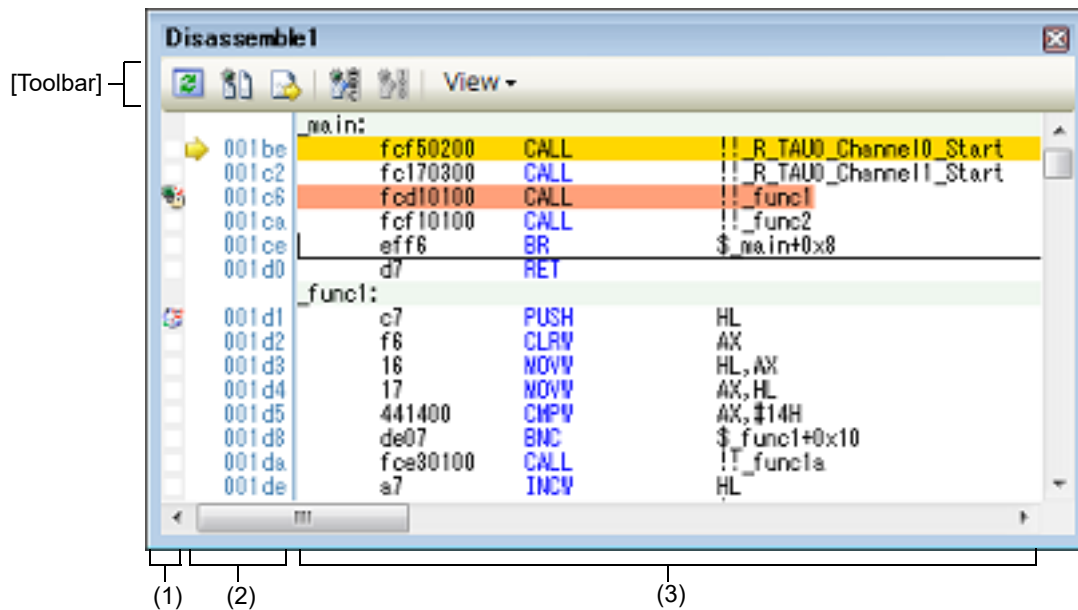 Disassemble1
[Toolbar]
View
_main:
001be fcf50200 CALL !!_R_TAU0_Channel0_Start
001c2 fc170300 CALL !!_R_TAU0_Channel1_Start
001c6 fcd10100 CALL !!_func1
001ca fcf10100 CALL !!_func2
001ce eff6 BR $_main+0x8
001d0 d7 RET
_func1:
001d1 c7 PUSH HL
001d2 f6 CLRW AX
001d3 16 MOVW HL,AX
001d4 17 MOVW AX,HL
001d5 441400 CMPW AX,#14H
001d8 de07 BNC $_func1+0x10
001da fce30100 CALL !!_func1a
001de a7 INCW HL
(1) (2) (3)